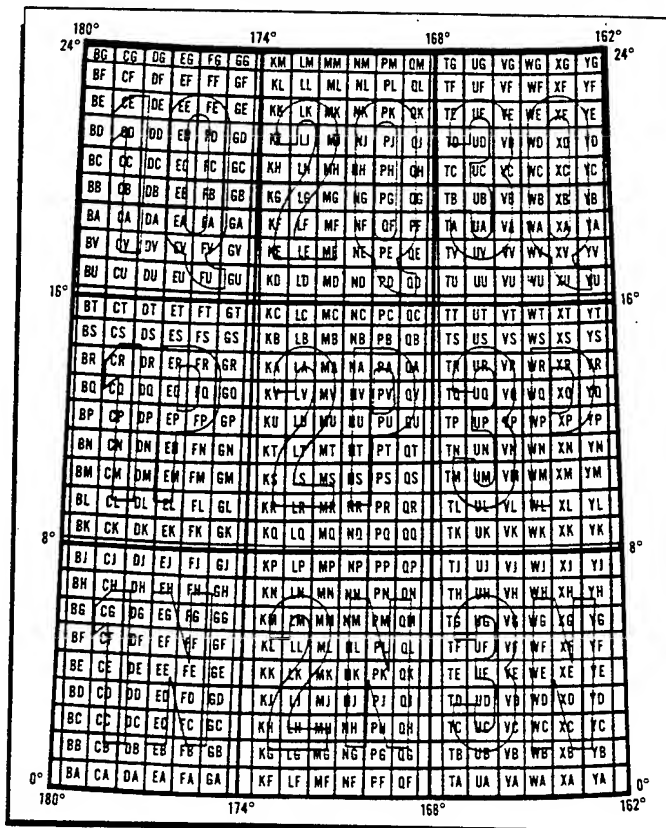 180° 174° 168° 162°
24° 24°
BG CG DG EG FG GG KM LM MM NM PM QM TG UG VG WG XG YG
BF CF DF EF FF GF KL LL ML NL PL QL TF UF VF WF XF YF
BE CE DE EE FE GE KK LK MK NK PK QK TE UE VE WE XE YE
BD CD DD ED FD GD KJ LJ MJ NJ PJ QJ TD UD VD WD XD YD
BC CC DC EC FC GC KH LH MH NH PH QH TC UC VC WC XC YC
BB CB DB EB FB GB KG LG MG NG PG QG TB UB VB WB XB YB
BA CA DA EA FA GA KF LF MF NF QF PF TA UA VA WA XA YA
BV CV DV EV FV GV KE LE ME NE PE QE TV UV VV WV XV YV
BU CU DU EU FU GU KD LD MD ND PD QD TU UU VU WU XU YU
1Q 2Q 3Q
16° 16°
BT CT DT ET FT GT KC LC MC NC PC QC TT UT VT WT XT YT
BS CS DS ES FS GS KB LB MB NB PB QB TS US VS WS XS YS
BR CR DR ER FR GR KA LA MA NA PA QA TR UR VR WR XR YR
BQ CQ DQ EQ FQ GQ KV LV MV NV PV QV TQ UQ VQ WQ XQ YQ
BP CP DP EP FP GP KU LU MU NU PU QU TP UP VP WP XP YP
BN CN DN EN FN GN KT LT MT NT PT QT TN UN VN WN XN YN
BM CM DM EM FM GM KS LS MS NS PS QS TM UM VM WM XM YM
BL CL DL EL FL GL KR LR MR NR PR QR TL UL VL WL XL YL
BK CK DK EK FK GK KQ LQ MQ NQ PQ QQ TK UK VK WK XK YK
1P 2P 3P
8° 8°
BJ CJ DJ EJ FJ GJ KP LP MP NP PP QP TJ UJ VJ WJ XJ YJ
BH CH DH EH FH GH KN LN MN NN PN QN TH UH VH WH XH YH
BG CG DG EG FG GG KM LM MM NM PM QM TG UG VG WG XG YG
BF CF DF EF FF GF KL LL ML NL PL QL TF UF VF WF XF YF
BE CE DE EE FE GE KK LK MK NK PK QK TE UE VE WE XE YE
BD CD DD ED FD GD KJ LJ MJ NJ PJ QJ TD UD VD WD XD YD
BC CC DC EC FC GC KH LH MH NH PH QH TC UC VC WC XC YC
BB CB DB EB FB GB KG LG MG NG PG QG TB UB VB WB XB YB
BA CA DA EA FA GA KF LF MF NF FF QF TA UA YA WA XA YA
1N 2N 3N
0° 0°
180° 174° 168° 162°